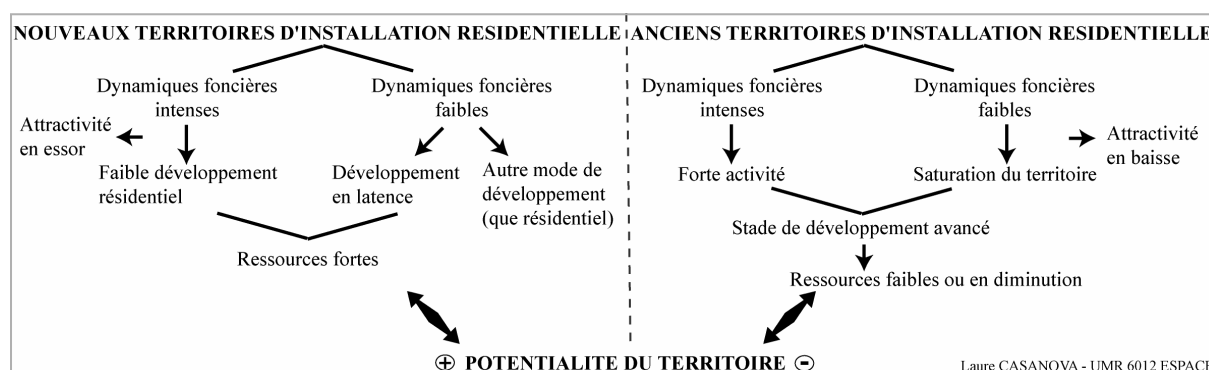 NOUVEAUX TERRITOIRES D'INSTALLATION RESIDENTIELLE
Dynamiques foncières
intenses
Dynamiques foncières
faibles
Attractivité
en essor
Faible développement
résidentiel
Développement
en latence
Autre mode de
développement
(que résidentiel)
Ressources fortes
ANCIENS TERRITOIRES D'INSTALLATION RESIDENTIELLE
Dynamiques foncières
intenses
Dynamiques foncières
faibles
Attractivité
en baisse
Forte activité
Saturation du territoire
Stade de développement avancé
Ressources faibles ou en diminution
⊕ POTENTIALITE DU TERRITOIRE ⊖
Laure CASANOVA - UMR 6012 ESPACE